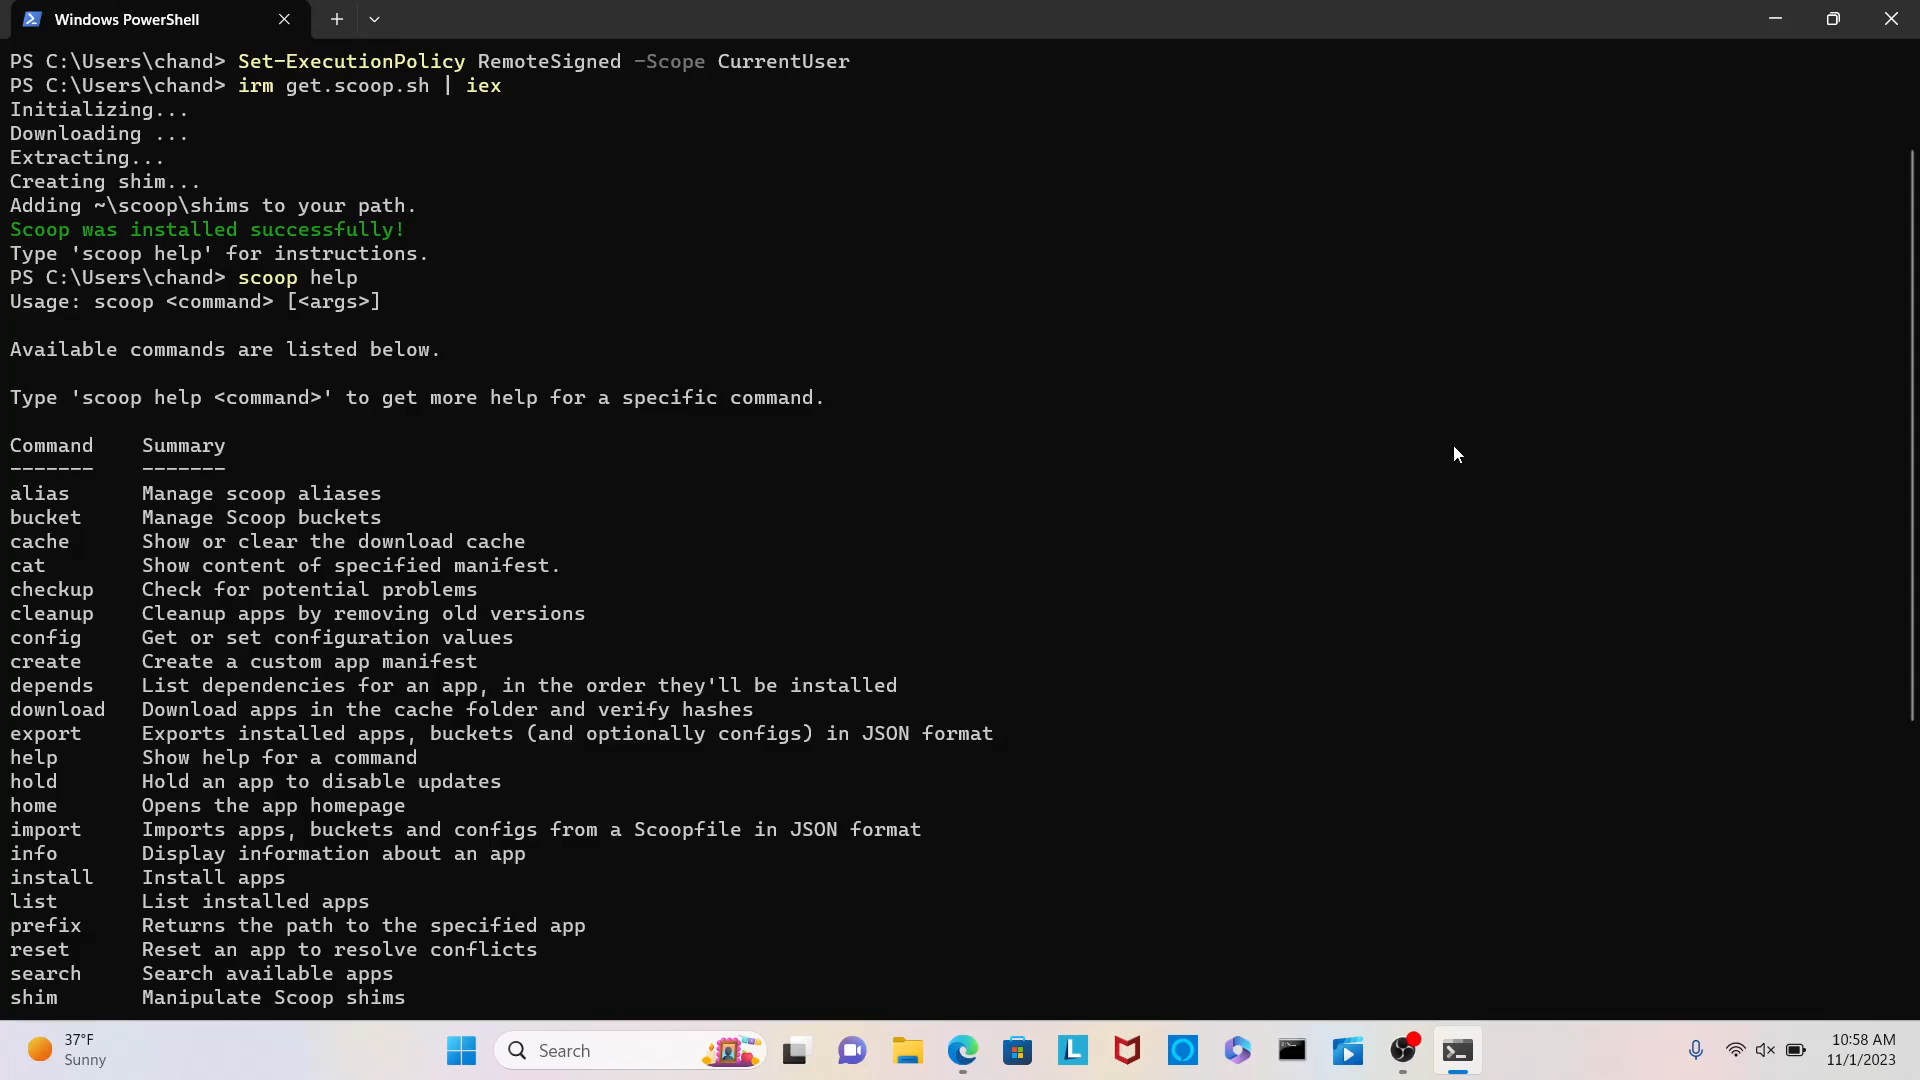 Windows PowerShell
PS C:\Users\chand> Set-ExecutionPolicy RemoteSigned -Scope CurrentUser
PS C:\Users\chand> irm get.scoop.sh | iex
Initializing...
Downloading ...
Extracting...
Creating shim...
Adding ~\scoop\shims to your path.
Scoop was installed successfully!
Type 'scoop help' for instructions.
PS C:\Users\chand> scoop help
Usage: scoop <command> [<args>]
Available commands are listed below.
Type 'scoop help <command>' to get more help for a specific command.
Command    Summary
-------    -------
alias      Manage scoop aliases
bucket     Manage Scoop buckets
cache      Show or clear the download cache
cat        Show content of specified manifest.
checkup    Check for potential problems
cleanup    Cleanup apps by removing old versions
config     Get or set configuration values
create     Create a custom app manifest
depends    List dependencies for an app, in the order they'll be installed
download   Download apps in the cache folder and verify hashes
export     Exports installed apps, buckets (and optionally configs) in JSON format
help       Show help for a command
hold       Hold an app to disable updates
home       Opens the app homepage
import     Imports apps, buckets and configs from a Scoopfile in JSON format
info       Display information about an app
install    Install apps
list       List installed apps
prefix     Returns the path to the specified app
reset      Reset an app to resolve conflicts
search     Search available apps
shim       Manipulate Scoop shims
37°F
Sunny
Search
L
10:58 AM
11/1/2023